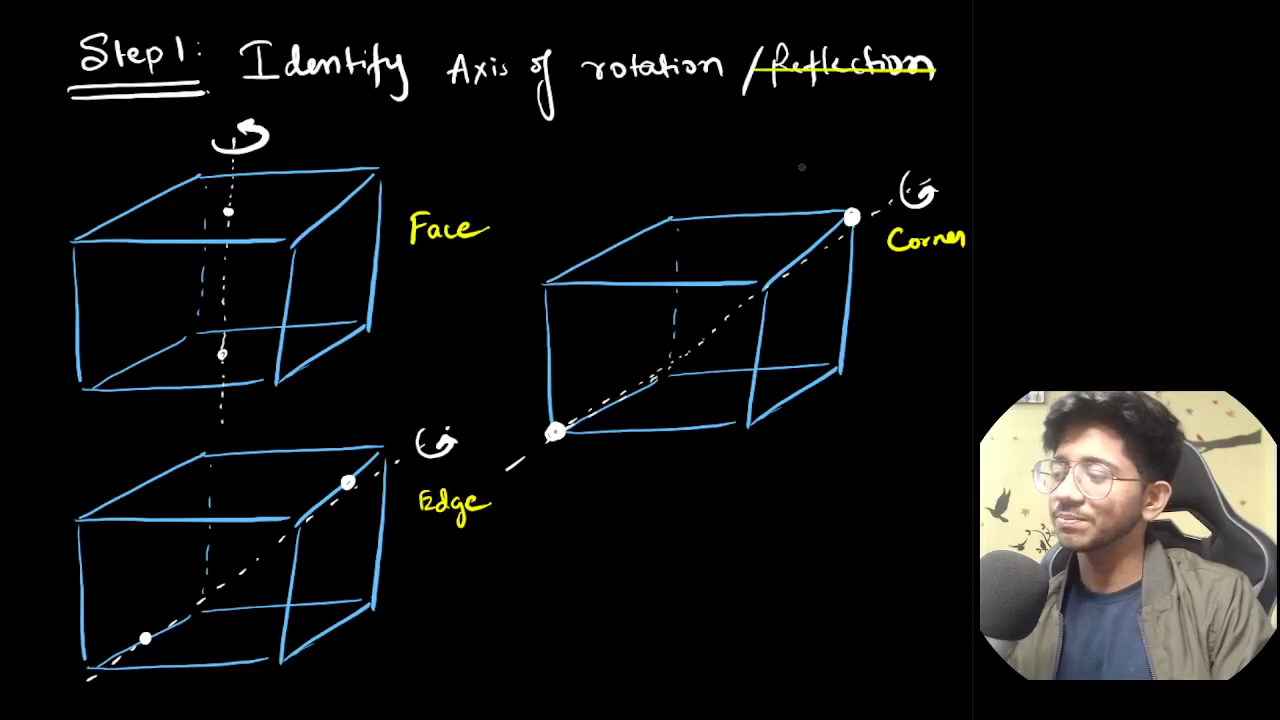 Step 1: Identify Axis of rotation / Reflection
Face
Corner
Edge